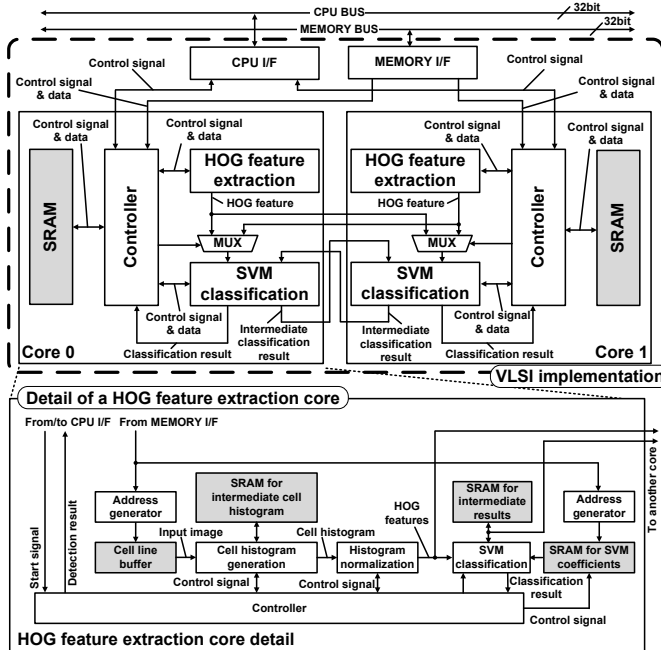 CPU BUS
32bit
MEMORY BUS
32bit
CPU I/F
MEMORY I/F
Control signal
Control signal
Control signal
& data
Control signal
& data
Control signal
& data
Control signal
& data
HOG feature
extraction
HOG feature
extraction
Control signal
& data
Control signal
& data
SRAM
Controller
HOG feature
HOG feature
Controller
SRAM
MUX
MUX
SVM
classification
SVM
classification
Control signal
& data
Intermediate
classification
result
Intermediate
classification
result
Control signal
& data
Classification result
Classification result
Core 0
Core 1
VLSI implementation
Detail of a HOG feature extraction core
From/to CPU I/F
From MEMORY I/F
To another core
Address
generator
SRAM for
intermediate cell
histogram
SRAM for
intermediate
results
Address
generator
HOG
features
Input image
Cell histogram
Cell line
buffer
Cell histogram
generation
Histogram
normalization
SVM
classification
SRAM for SVM
coefficients
Start signal
Detection result
Control signal
Control signal
Classification
result
Controller
Control signal
HOG feature extraction core detail